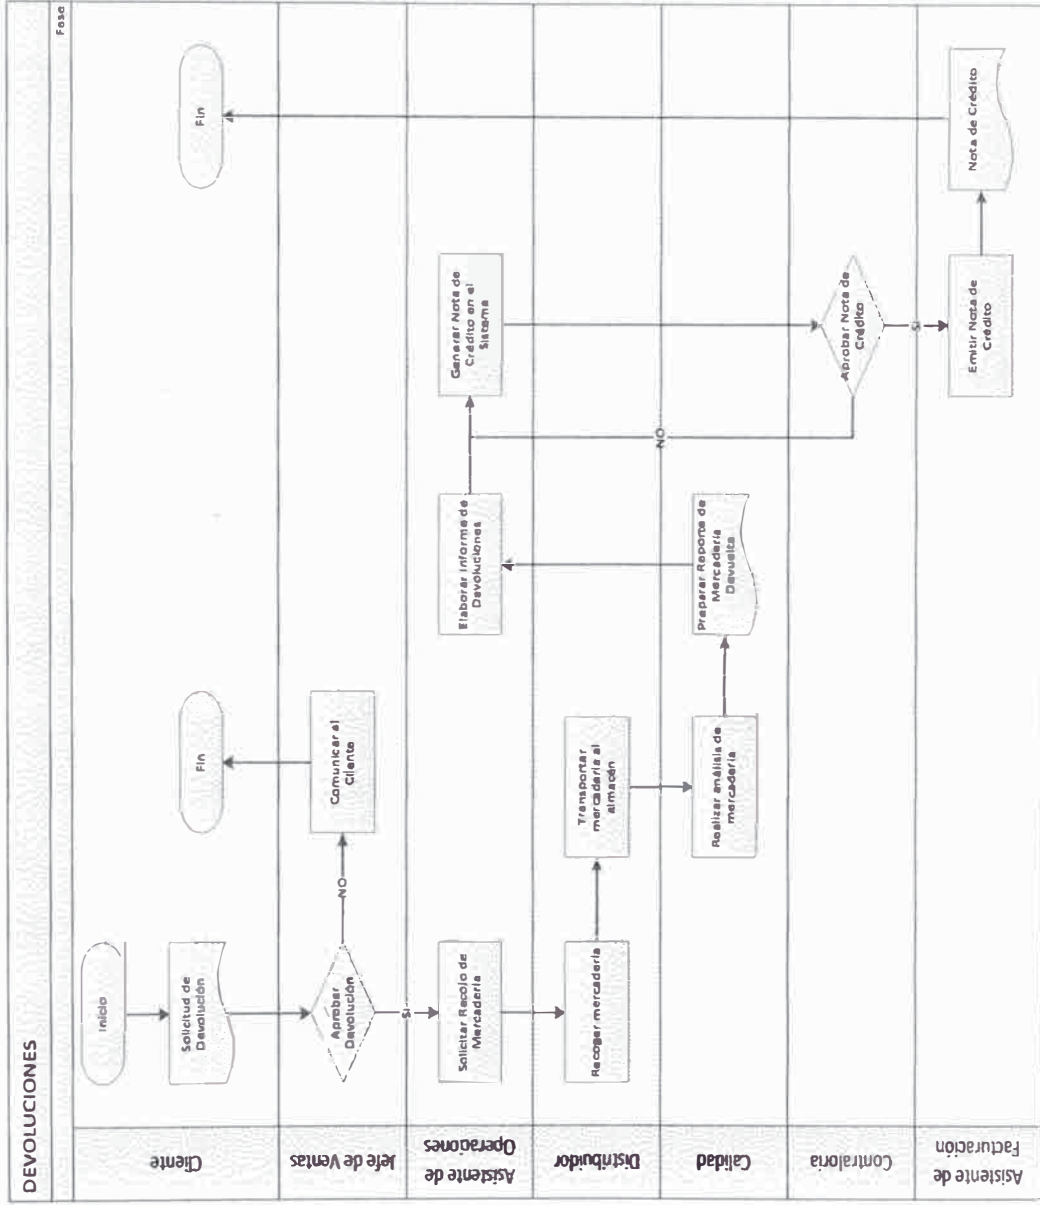 DEVOLUCIONES
Fase
Cliente
Inicio
Solicitud de
Devolución
Fin
Fin
Jefe de Ventas
Aprobar
Devolución
NO
Comunicar al
Cliente
SI
Asistente de
Operaciones
Solicitar Recojo de
Mercadería
Elaborar Informe de
Devoluciones
Generar Nota de
Crédito en el
Sistema
Distribuidor
Recoger mercadería
Transportar
mercadería al
almacén
NO
Calidad
Realizar análisis de
mercadería
Preparar Reporte de
Mercadería
Devuelta
Contraloría
Aprobar Nota de
Crédito
SI
Asistente de
Facturación
Emitir Nota de
Crédito
Nota de Crédito